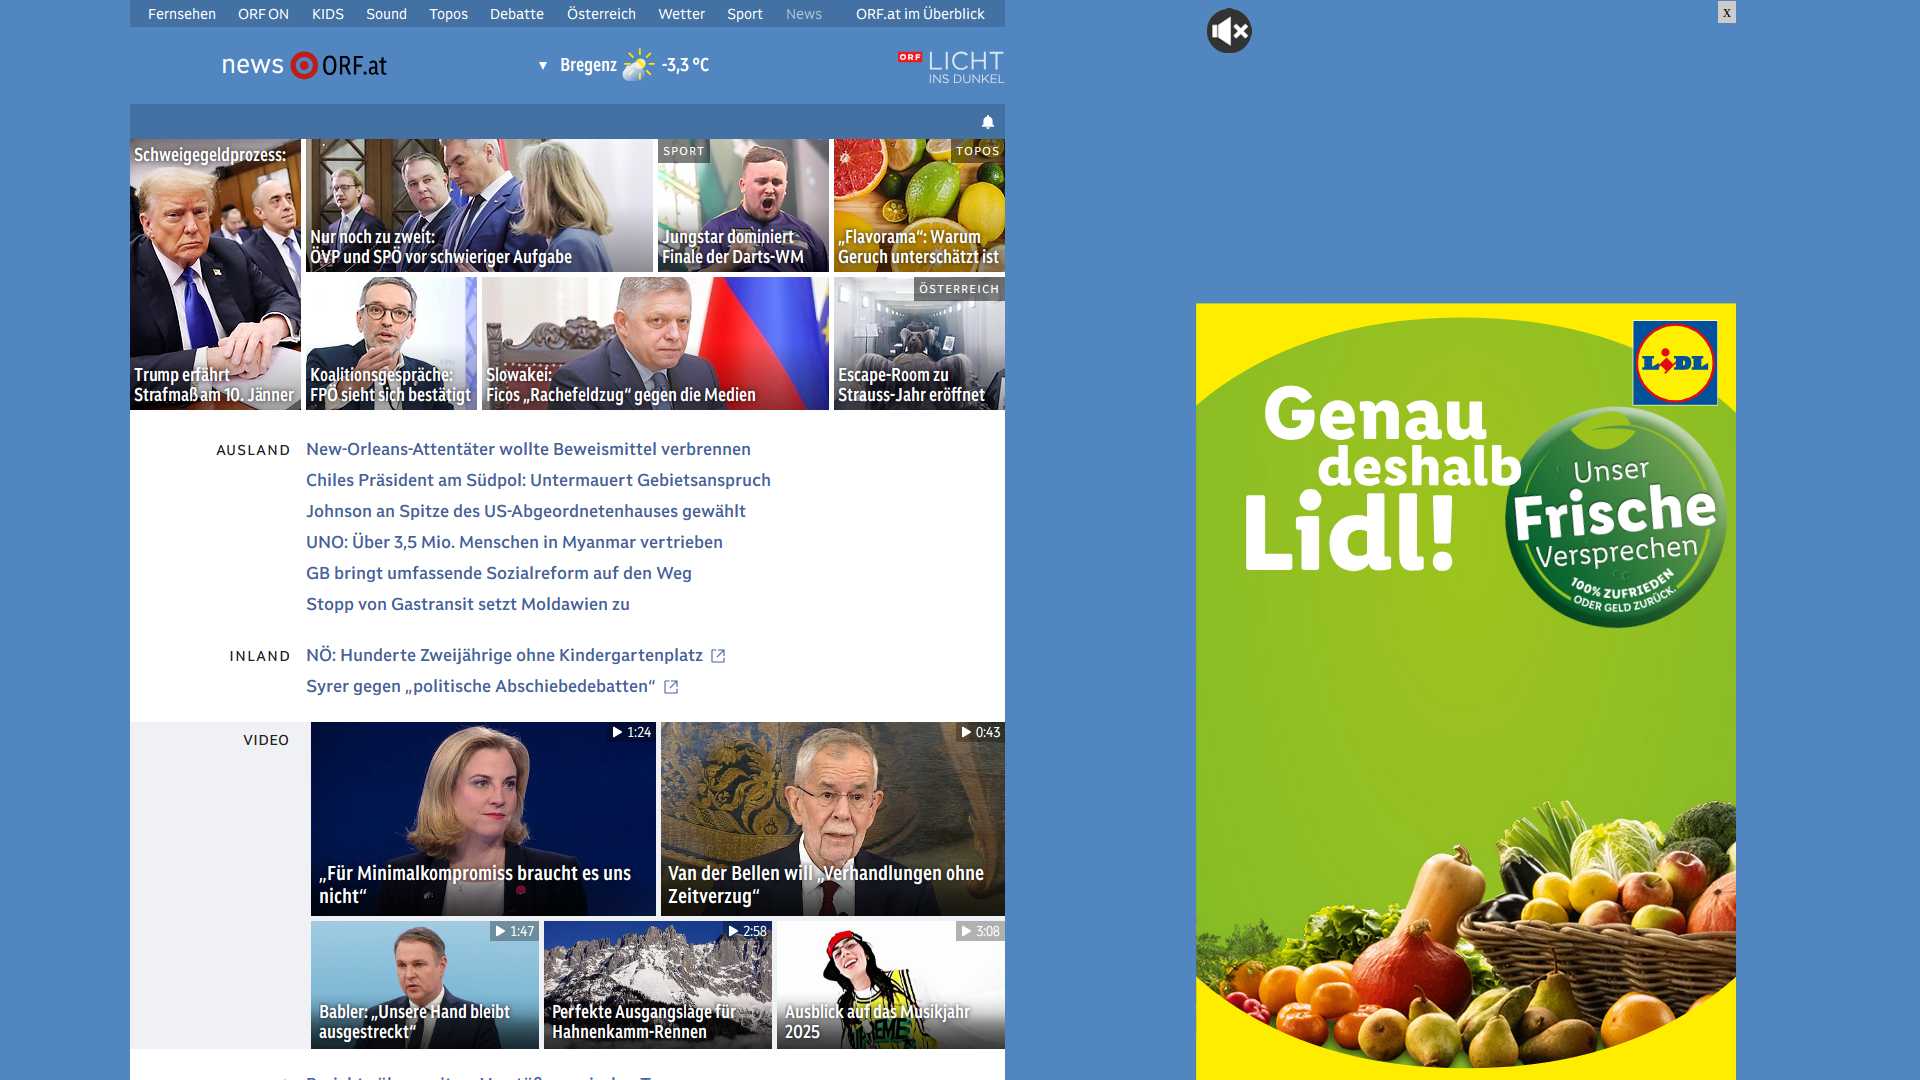 Fernsehen ORF ON KIDS Sound Topos Debatte Österreich Wetter Sport News ORF.at im Überblick
x
news ORF.at
▼ Bregenz -3,3 °C
ORF LICHT
INS DUNKEL
Schweigegeldprozess:
Trump erfährt
Strafmaß am 10. Jänner
Nur noch zu zweit:
ÖVP und SPÖ vor schwieriger Aufgabe
SPORT
Jungstar dominiert
Finale der Darts-WM
TOPOS
„Flavorama“: Warum
Geruch unterschätzt ist
Koalitionsgespräche:
FPÖ sieht sich bestätigt
Slowakei:
Ficos „Rachefeldzug“ gegen die Medien
ÖSTERREICH
Escape-Room zu
Strauss-Jahr eröffnet
AUSLAND
New-Orleans-Attentäter wollte Beweismittel verbrennen
Chiles Präsident am Südpol: Untermauert Gebietsanspruch
Johnson an Spitze des US-Abgeordnetenhauses gewählt
UNO: Über 3,5 Mio. Menschen in Myanmar vertrieben
GB bringt umfassende Sozialreform auf den Weg
Stopp von Gastransit setzt Moldawien zu
INLAND
NÖ: Hunderte Zweijährige ohne Kindergartenplatz
Syrer gegen „politische Abschiebedebatten“
VIDEO
1:24
„Für Minimalkompromiss braucht es uns
nicht“
0:43
Van der Bellen will „Verhandlungen ohne
Zeitverzug“
1:47
Babler: „Unsere Hand bleibt
ausgestreckt“
2:58
Perfekte Ausgangslage für
Hahnenkamm-Rennen
3:08
Ausblick auf das Musikjahr
2025
LIDL
Genau
deshalb
Lidl!
Unser
Frische
Versprechen
100% ZUFRIEDEN
ODER GELD ZURÜCK.